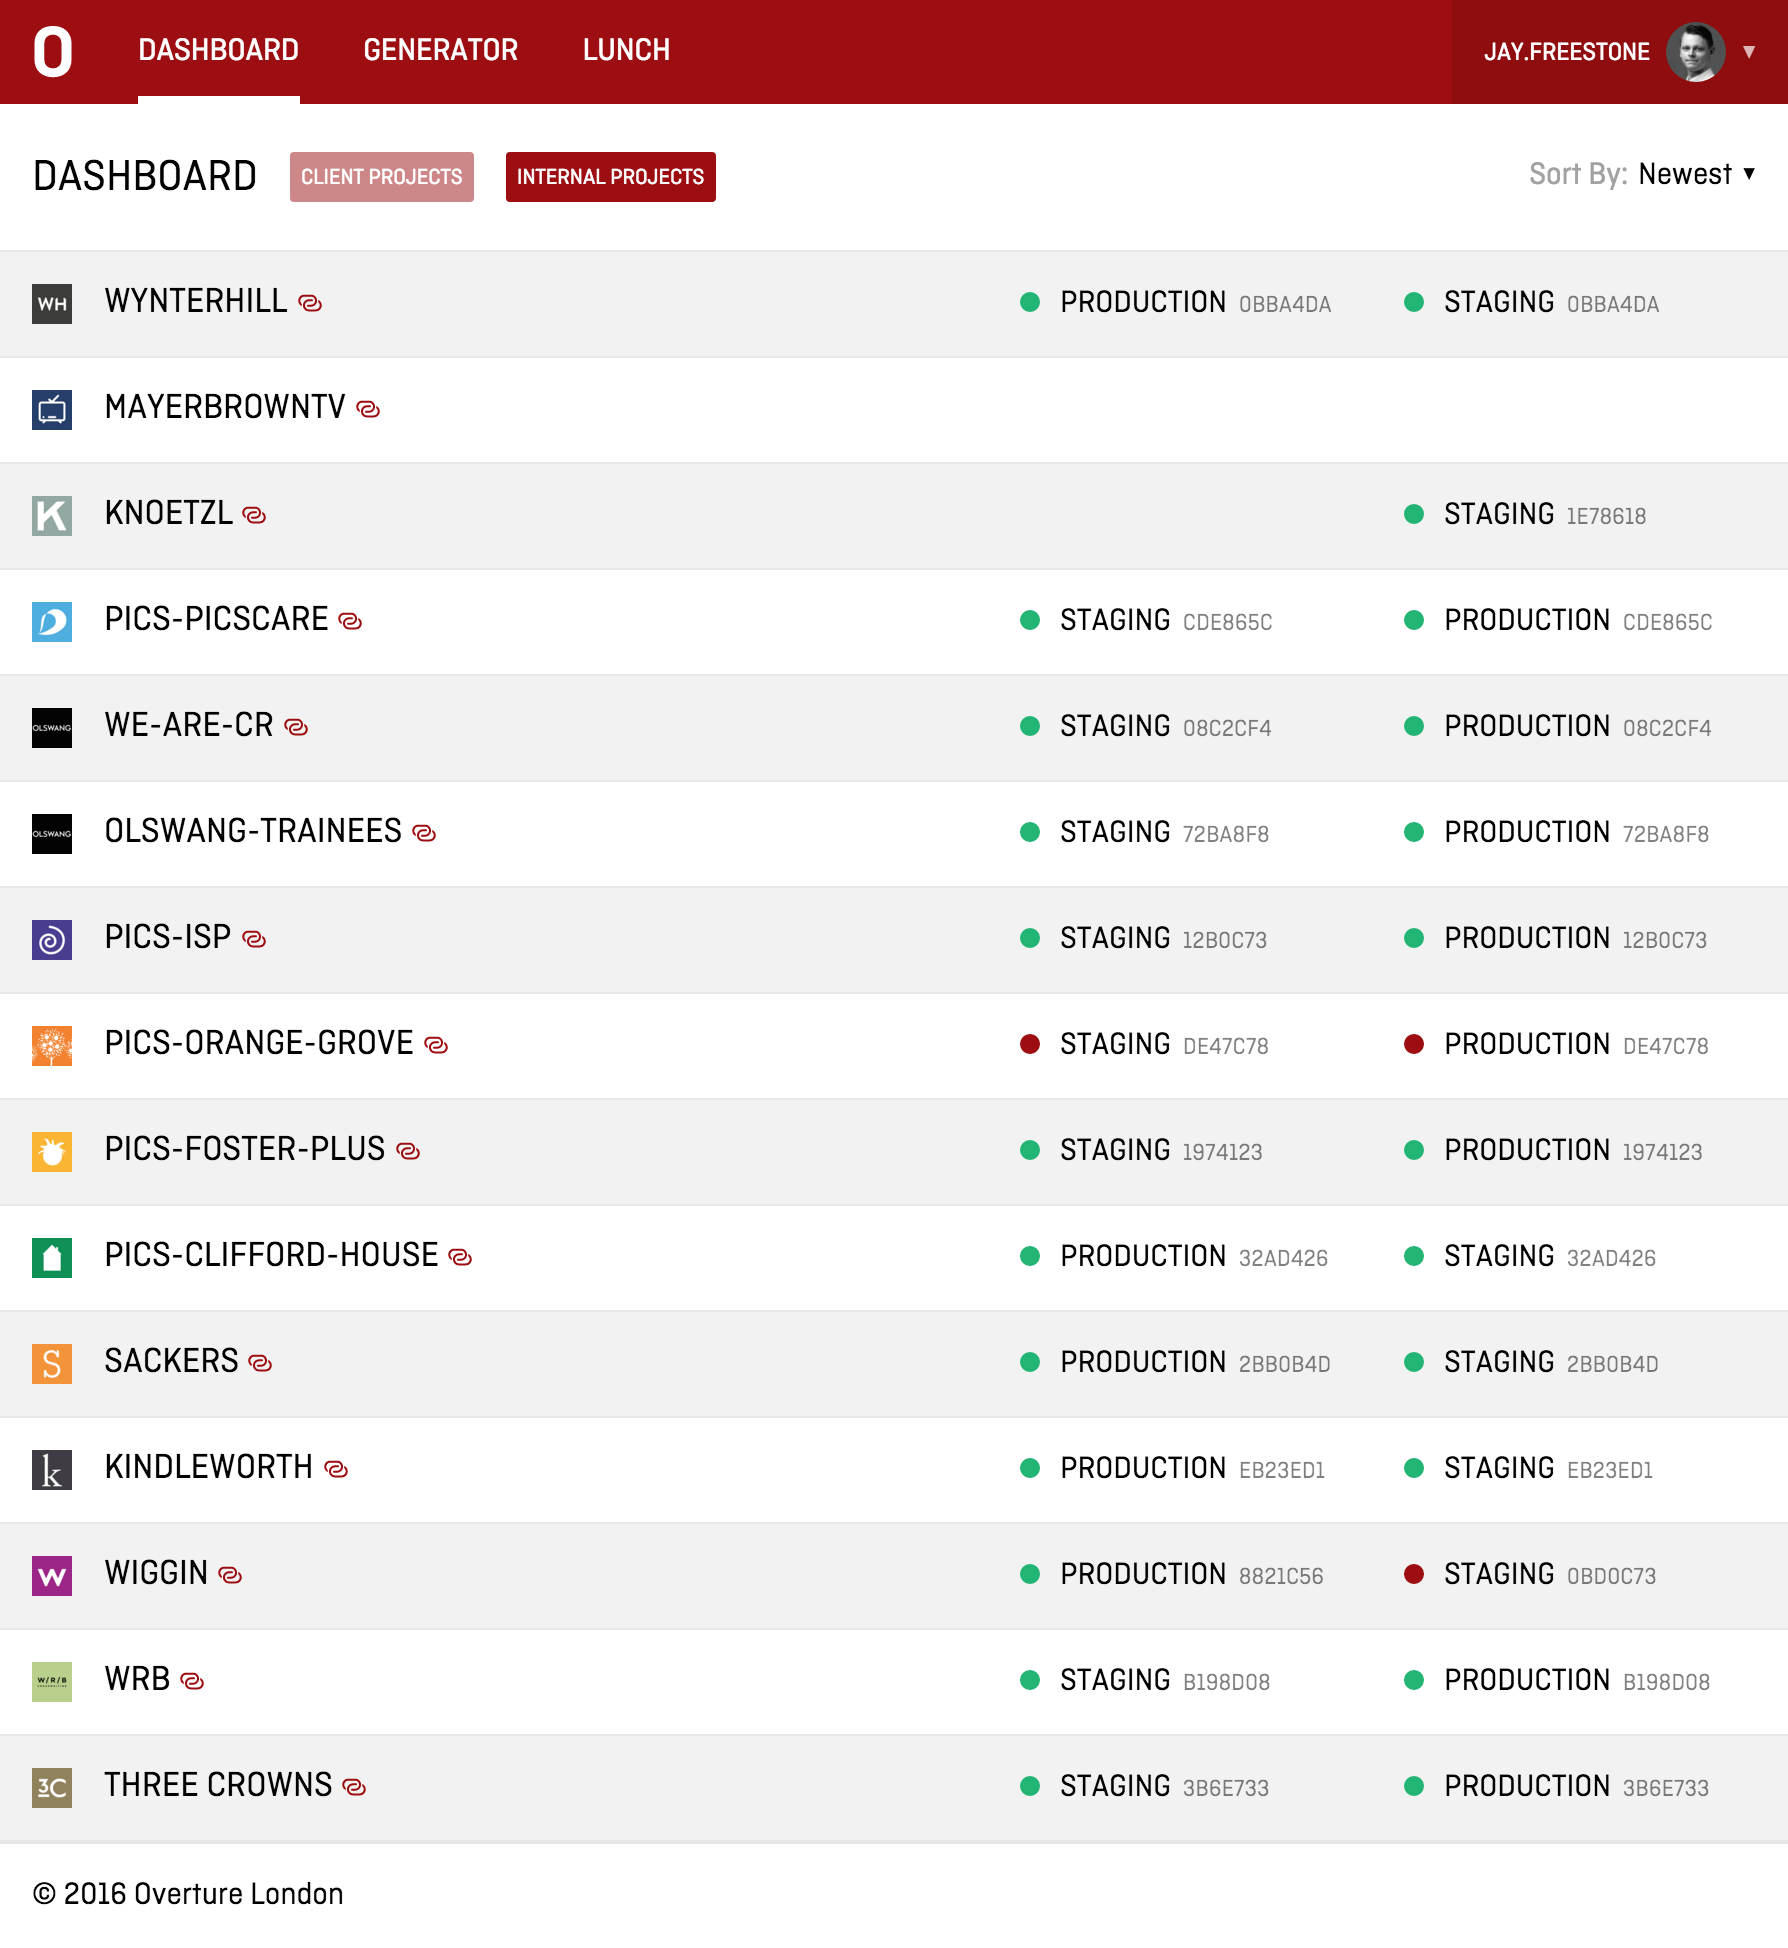 O DASHBOARD GENERATOR LUNCH JAY.FREESTONE
DASHBOARD CLIENT PROJECTS INTERNAL PROJECTS Sort By: Newest
WH WYNTERHILL PRODUCTION 0BBA4DA STAGING 0BBA4DA
MAYERBROWNTV
K KNOETZL STAGING 1E78618
PICS-PICSCARE STAGING CDE865C PRODUCTION CDE865C
OLSWANG WE-ARE-CR STAGING 08C2CF4 PRODUCTION 08C2CF4
OLSWANG OLSWANG-TRAINEES STAGING 72BA8F8 PRODUCTION 72BA8F8
PICS-ISP STAGING 12B0C73 PRODUCTION 12B0C73
PICS-ORANGE-GROVE STAGING DE47C78 PRODUCTION DE47C78
PICS-FOSTER-PLUS STAGING 1974123 PRODUCTION 1974123
PICS-CLIFFORD-HOUSE PRODUCTION 32AD426 STAGING 32AD426
S SACKERS PRODUCTION 2BB0B4D STAGING 2BB0B4D
k KINDLEWORTH PRODUCTION EB23ED1 STAGING EB23ED1
W WIGGIN PRODUCTION 8821C56 STAGING 0BD0C73
W/R/B WRB STAGING B198D08 PRODUCTION B198D08
3C THREE CROWNS STAGING 3B6E733 PRODUCTION 3B6E733
© 2016 Overture London